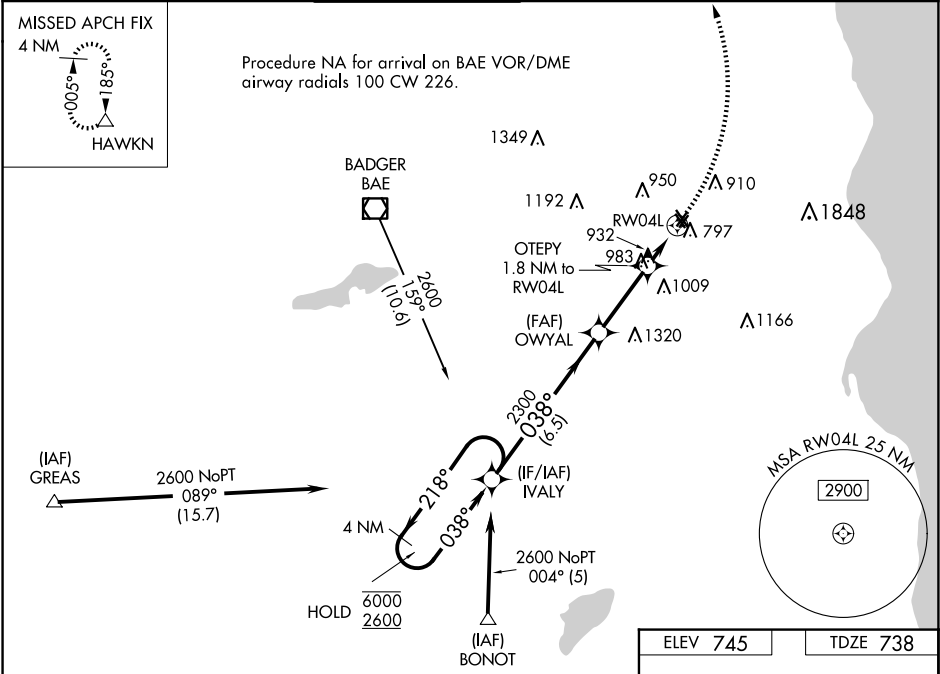 MISSED APCH FIX
4 NM
005°
185°
HAWKN
Procedure NA for arrival on BAE VOR/DME
airway radials 100 CW 226.
1349
BADGER
BAE
1192
950
910
1848
RW04L
797
932
983
OTEPY
1.8 NM to
RW04L
1009
2600
159°
(10.6)
(FAF)
OWYAL
1320
1166
2300
038°
(6.5)
(IAF)
GREAS
2600 NoPT
089°
(15.7)
(IF/IAF)
IVALY
218°
038°
4 NM
HOLD
6000
2600
2600 NoPT
004° (5)
(IAF)
BONOT
MSA RW04L 25 NM
2900
ELEV 745
TDZE 738